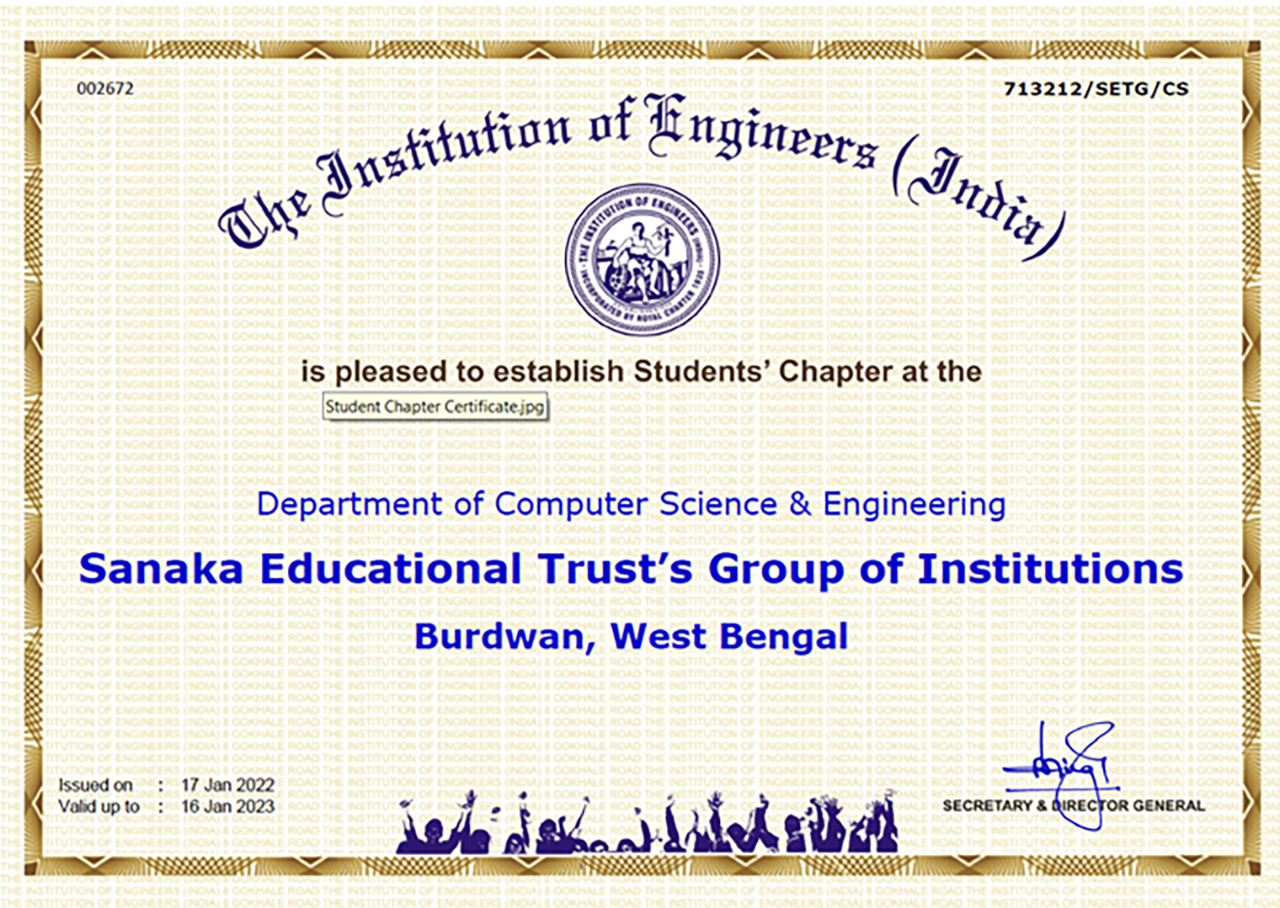 002672
713212/SETG/CS
The Institution of Engineers (India)
THE INSTITUTION OF ENGINEERS (INDIA)
INCORPORATED BY ROYAL CHARTER 1935
is pleased to establish Students’ Chapter at the
Student Chapter Certificate.jpg
Department of Computer Science & Engineering
Sanaka Educational Trust’s Group of Institutions
Burdwan, West Bengal
Issued on : 17 Jan 2022
Valid up to : 16 Jan 2023
SECRETARY & DIRECTOR GENERAL